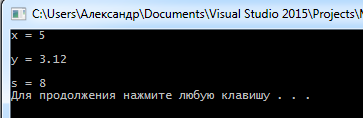 C:\Users\Александр\Documents\Visual Studio 2015\Projects\
x = 5
y = 3.12
s = 8
Для продолжения нажмите любую клавишу . . .